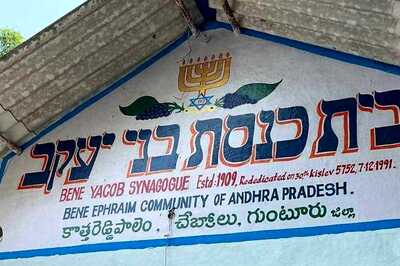 בית כנסת בני יעקב
BENE YACOB SYNAGOGUE Estd:1909, Rededicated on 30th kislev 5752, 7.12.1991.
BENE EPHRAIM COMMUNITY OF ANDHRA PRADESH.
కొత్తరెడ్డిపాలెం, చేబ్రోలు, గుంటూరు జిల్లా